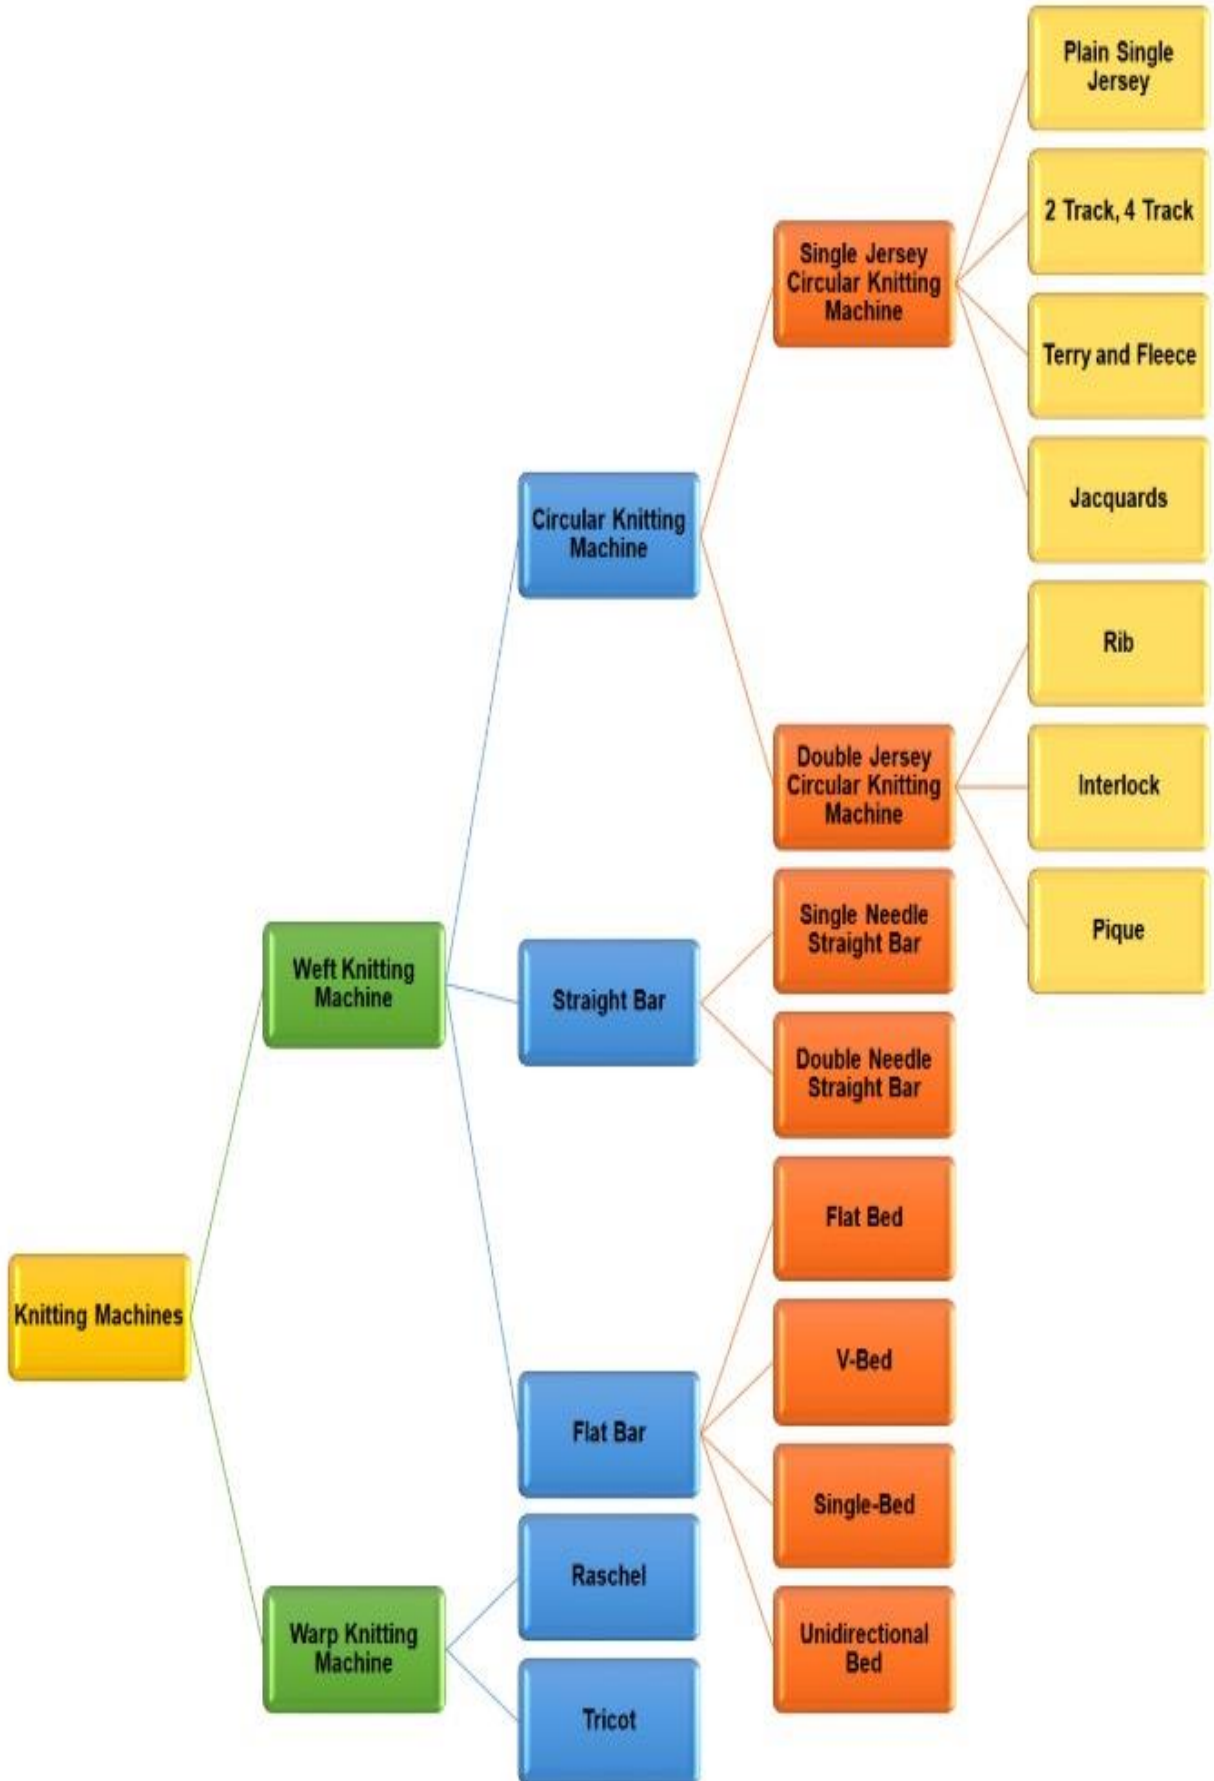 Knitting Machines
Weft Knitting
Machine
Warp Knitting
Machine
Circular Knitting
Machine
Straight Bar
Flat Bar
Raschel
Tricot
Single Jersey
Circular Knitting
Machine
Double Jersey
Circular Knitting
Machine
Single Needle
Straight Bar
Double Needle
Straight Bar
Flat Bed
V-Bed
Single-Bed
Unidirectional
Bed
Plain Single
Jersey
2 Track, 4 Track
Terry and Fleece
Jacquards
Rib
Interlock
Pique